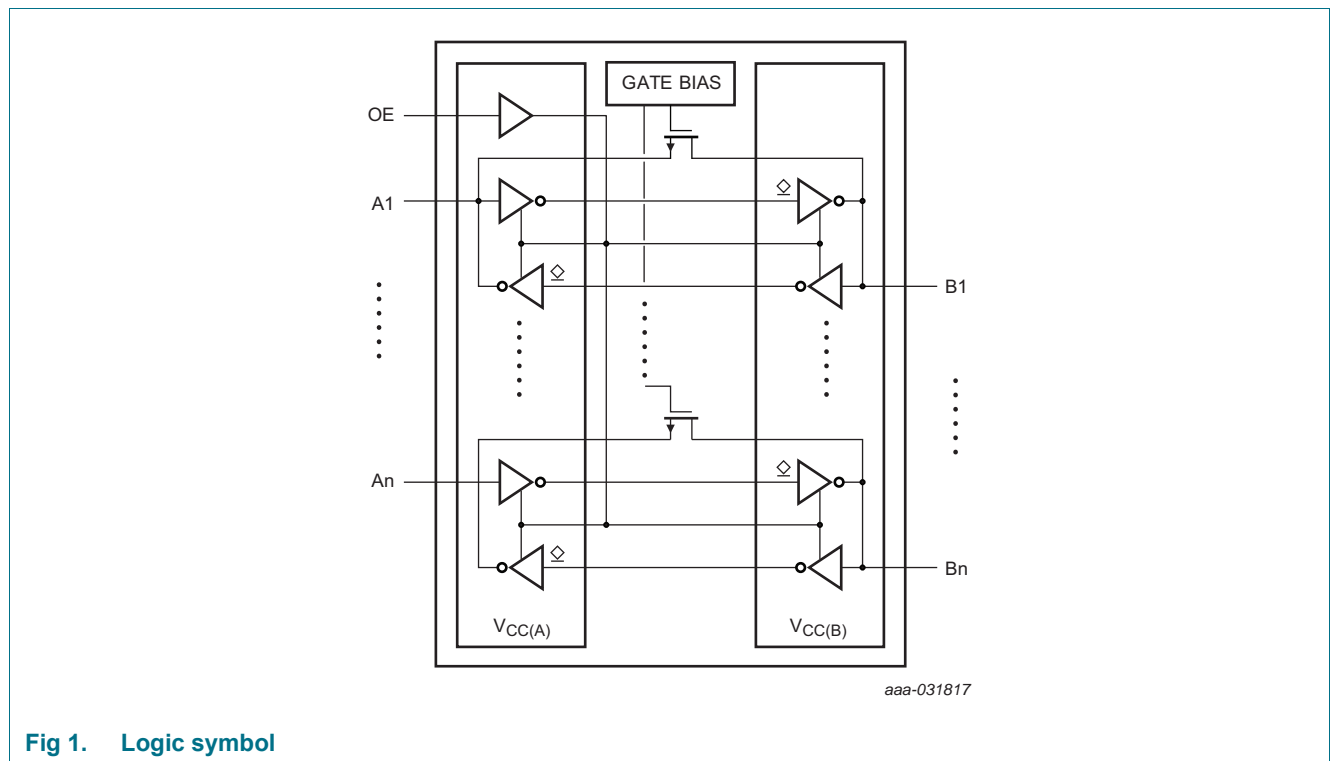 GATE BIAS
OE
A1
B1
An
Bn
VCC(A)
VCC(B)
aaa-031817
Fig 1. Logic symbol